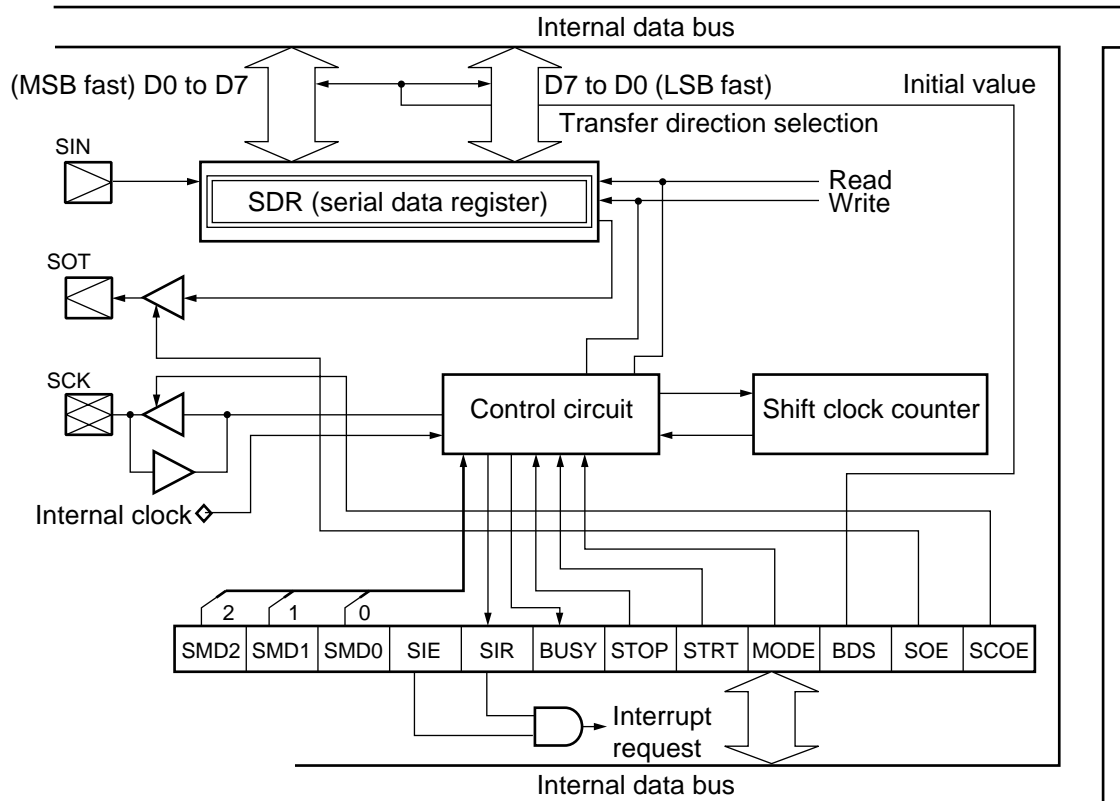 Internal data bus
(MSB fast) D0 to D7
D7 to D0 (LSB fast)
Initial value
Transfer direction selection
SIN
SDR (serial data register)
Read
Write
SOT
SCK
Control circuit
Shift clock counter
Internal clock
2
1
0
SMD2 SMD1 SMD0 SIE SIR BUSY STOP STRT MODE BDS SOE SCOE
Interrupt
request
Internal data bus